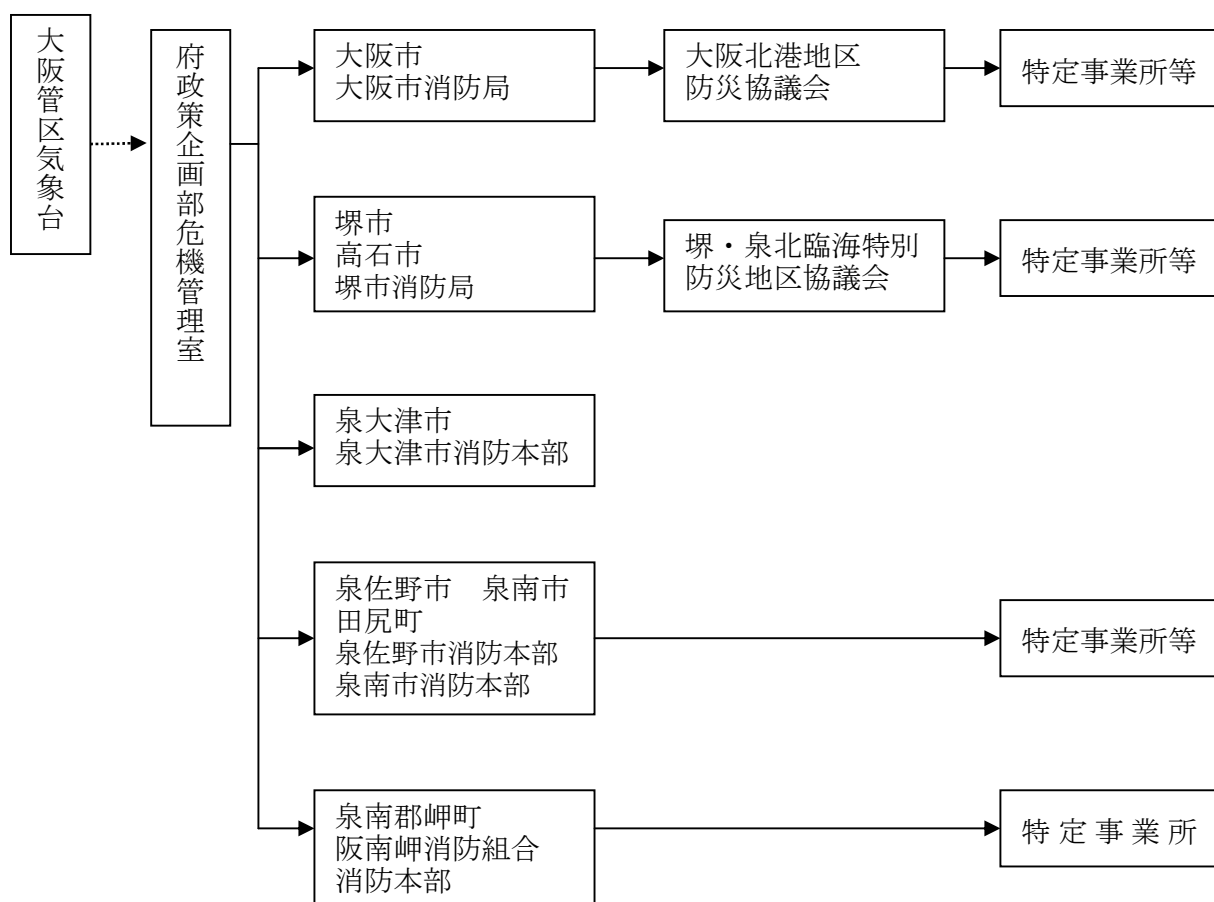 大阪管区気象台
府政策企画部危機管理室
大阪市
大阪市消防局
大阪北港地区
防災協議会
特定事業所等
堺市
高石市
堺市消防局
堺・泉北臨海特別
防災地区協議会
特定事業所等
泉大津市
泉大津市消防本部
泉佐野市　泉南市
田尻町
泉佐野市消防本部
泉南市消防本部
特定事業所等
泉南郡岬町
阪南岬消防組合
消防本部
特 定 事 業 所